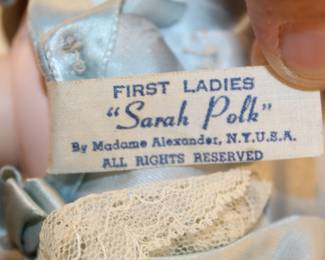 FIRST LADIES
"Sarah Polk"
By Madame Alexander, N.Y.U.S.A.
ALL RIGHTS RESERVED